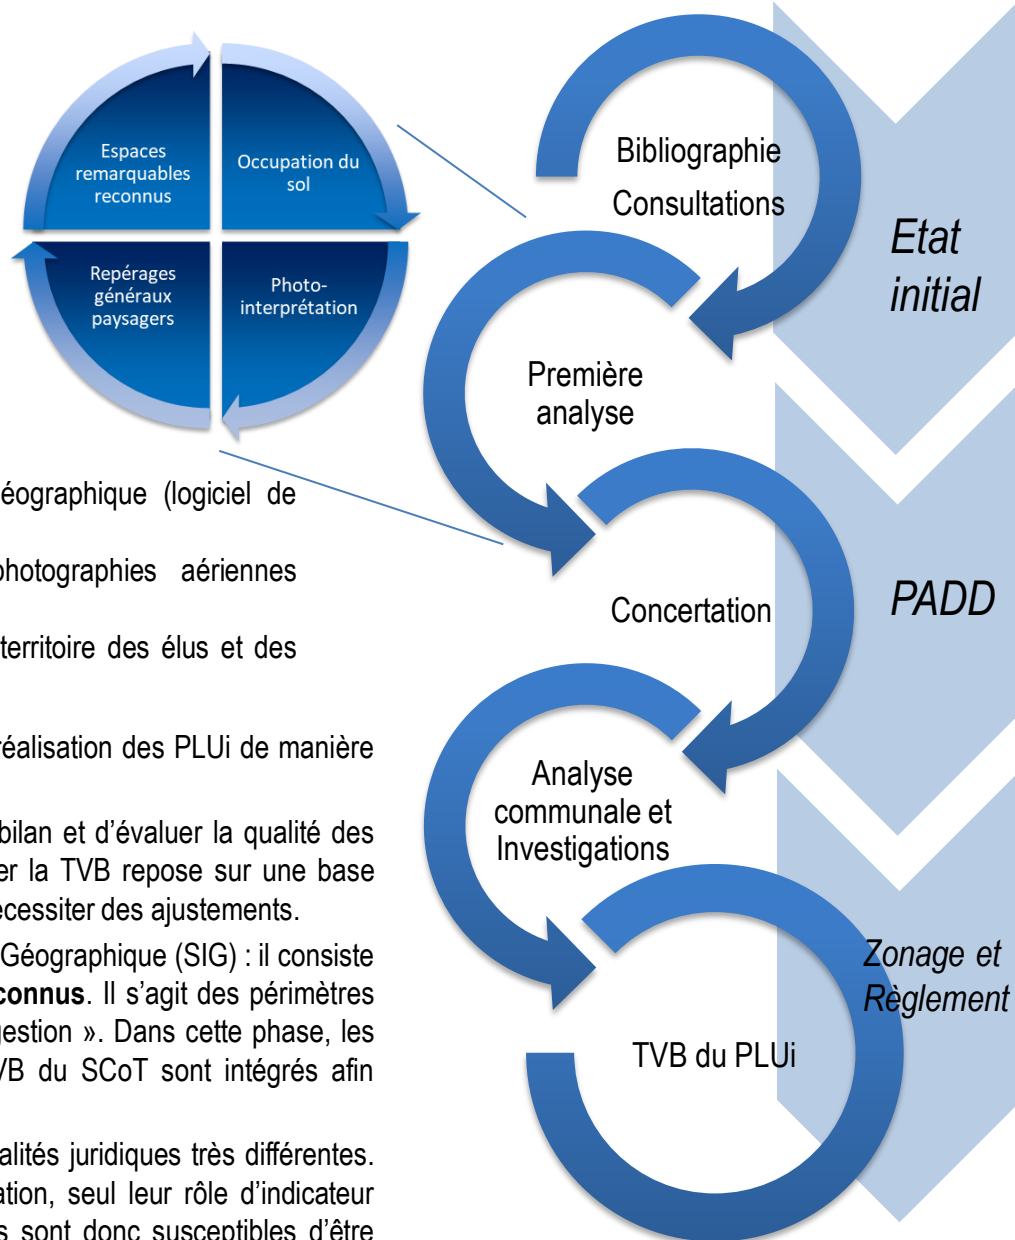 Espaces
remarquables
reconnus
Occupation du
sol
Repérages
généraux
paysagers
Photo-
interprétation
Bibliographie
Consultations
Première
analyse
Concertation
Analyse
communale et
Investigations
TVB du PLUi
Etat
initial
PADD
Zonage et
Règlement
éographique (logiciel de
photographies aériennes
territoire des élus et des
réalisation des PLUi de manière
bilan et d’évaluer la qualité des
er la TVB repose sur une base
écessiter des ajustements.
Géographique (SIG) : il consiste
connus. Il s’agit des périmètres
gestion ». Dans cette phase, les
VB du SCoT sont intégrés afin
alités juridiques très différentes.
ation, seul leur rôle d’indicateur
s sont donc susceptibles d’être